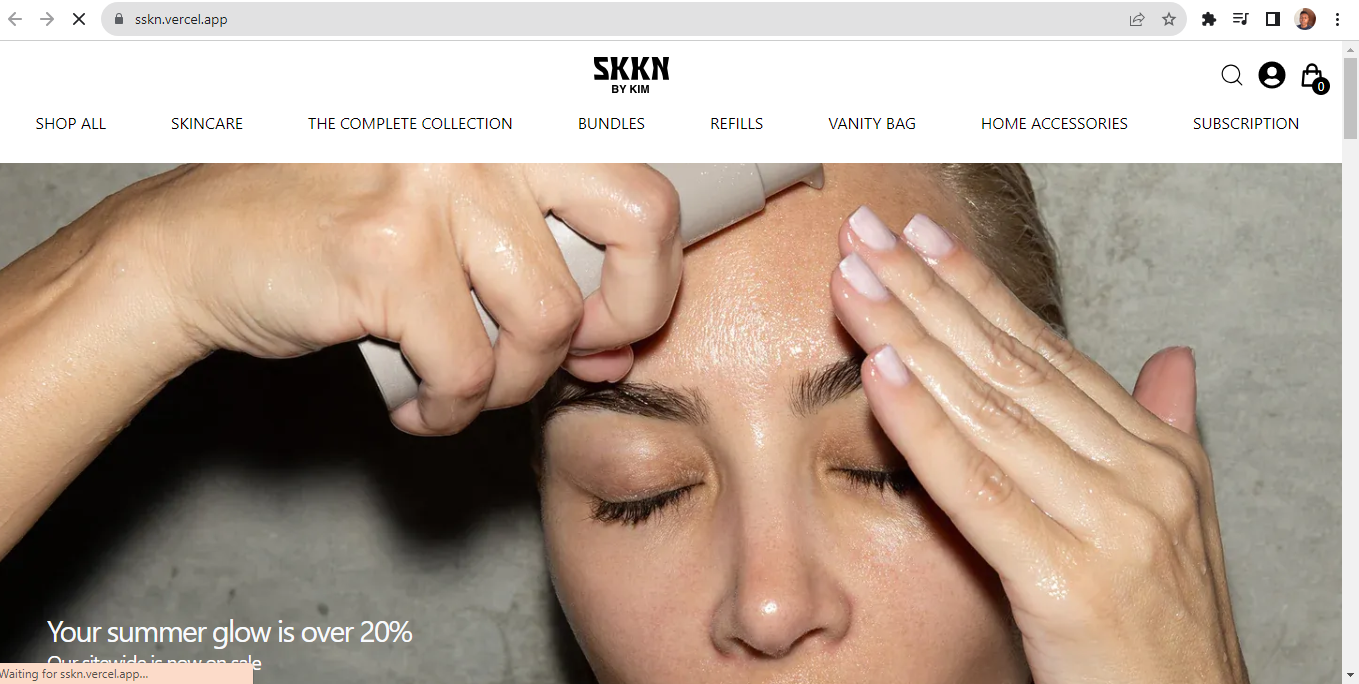 sskn.vercel.app
SKKN
BY KIM
0
SHOP ALL SKINCARE THE COMPLETE COLLECTION BUNDLES REFILLS VANITY BAG HOME ACCESSORIES SUBSCRIPTION
Your summer glow is over 20%
Our sitewide is now on sale
Waiting for sskn.vercel.app...